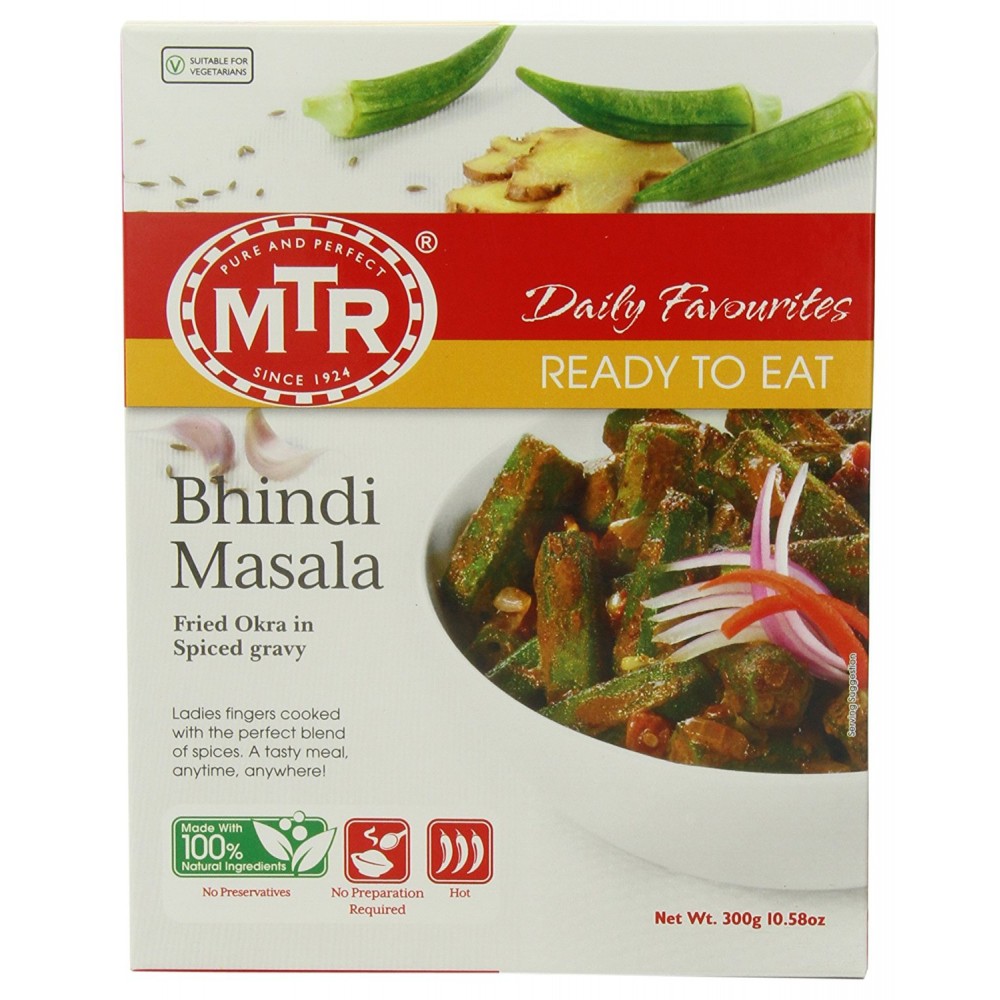 V
SUITABLE FOR
VEGETARIANS
PURE AND PERFECT
MTR
®
SINCE 1924
Daily Favourites
READY TO EAT
Bhindi
Masala
Fried Okra in
Spiced gravy
Ladies fingers cooked
with the perfect blend
of spices. A tasty meal,
anytime, anywhere!
Serving Suggestion
Made With
100%
Natural Ingredients
No Preservatives
No Preparation
Required
Hot
Net Wt. 300g 10.58oz